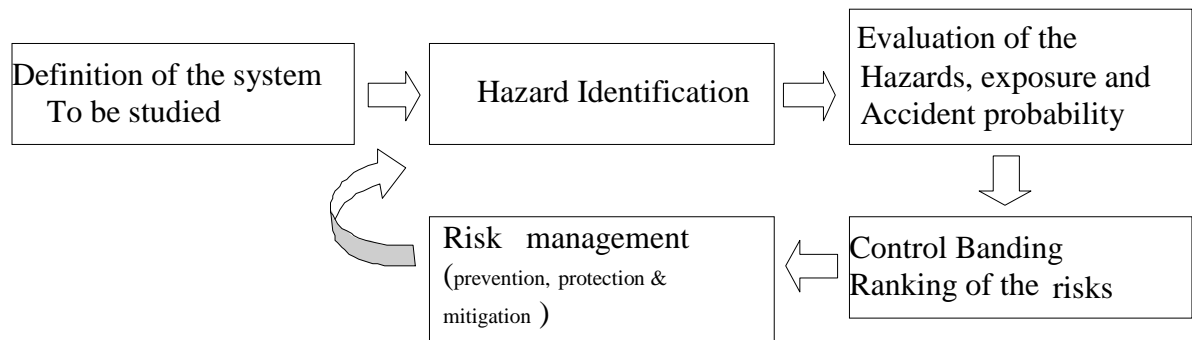 Definition of the system
To be studied
Hazard Identification
Evaluation of the
Hazards, exposure and
Accident probability
Control Banding
Ranking of the risks
Risk management
(prevention, protection &
mitigation )